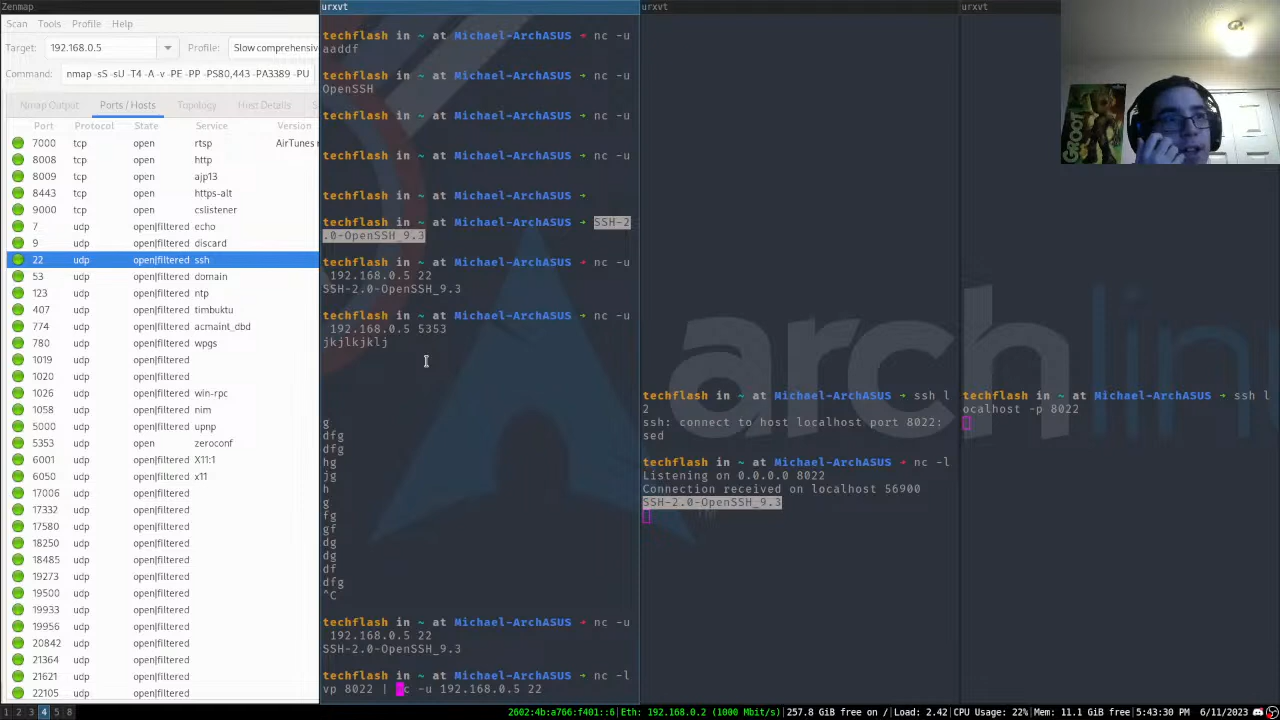 Zenmap
Scan Tools Profile Help
Target: 192.168.0.5 Profile: Slow comprehensive
Command: nmap -sS -sU -T4 -A -v -PE -PP -PS80,443 -PA3389 -PU
Nmap Output Ports / Hosts Topology Host Details S
Port Protocol State Service Version
7000 tcp open rtsp AirTunes r
8008 tcp open http
8009 tcp open ajp13
8443 tcp open https-alt
9000 tcp open cslistener
7 udp open|filtered echo
9 udp open|filtered discard
22 udp open|filtered ssh
53 udp open|filtered domain
123 udp open|filtered ntp
407 udp open|filtered timbuktu
774 udp open|filtered acmaint_dbd
780 udp open|filtered wpgs
1019 udp open|filtered
1020 udp open|filtered
1026 udp open|filtered win-rpc
1058 udp open|filtered nim
5000 udp open|filtered upnp
5353 udp open zeroconf
6001 udp open|filtered X11:1
6050 udp open|filtered x11
17006 udp open|filtered
17332 udp open|filtered
17580 udp open|filtered
18250 udp open|filtered
18485 udp open|filtered
19273 udp open|filtered
19500 udp open|filtered
19933 udp open|filtered
19956 udp open|filtered
20842 udp open|filtered
21364 udp open|filtered
21621 udp open|filtered
22105 udp open|filtered
urxvt
techflash in ~ at Michael-ArchASUS → nc -u
aaddf
techflash in ~ at Michael-ArchASUS → nc -u
OpenSSH
techflash in ~ at Michael-ArchASUS → nc -u
techflash in ~ at Michael-ArchASUS → nc -u
techflash in ~ at Michael-ArchASUS →
techflash in ~ at Michael-ArchASUS → SSH-2
.0-OpenSSH_9.3
techflash in ~ at Michael-ArchASUS → nc -u
192.168.0.5 22
SSH-2.0-OpenSSH_9.3
techflash in ~ at Michael-ArchASUS → nc -u
192.168.0.5 5353
jkjlkjklj
g
dfg
dfg
hg
jg
h
g
fg
gf
dg
dg
df
dfg
^C
techflash in ~ at Michael-ArchASUS → nc -u
192.168.0.5 22
SSH-2.0-OpenSSH_9.3
techflash in ~ at Michael-ArchASUS → nc -l
vp 8022 | nc -u 192.168.0.5 22
urxvt
techflash in ~ at Michael-ArchASUS → ssh l
2
ssh: connect to host localhost port 8022:
sed
techflash in ~ at Michael-ArchASUS → nc -l
Listening on 0.0.0.0 8022
Connection received on localhost 56900
SSH-2.0-OpenSSH_9.3
urxvt
techflash in ~ at Michael-ArchASUS → ssh l
ocalhost -p 8022
arch linu
GROOT
1 2 3 4 5 8
2602:4b:a766:f401::6|Eth: 192.168.0.2 (1000 Mbit/s)|257.8 GiB free on /|Load: 2.42|CPU Usage: 22%|Mem: 11.1 GiB free|6/11/2023 @ 5:43:30 PM